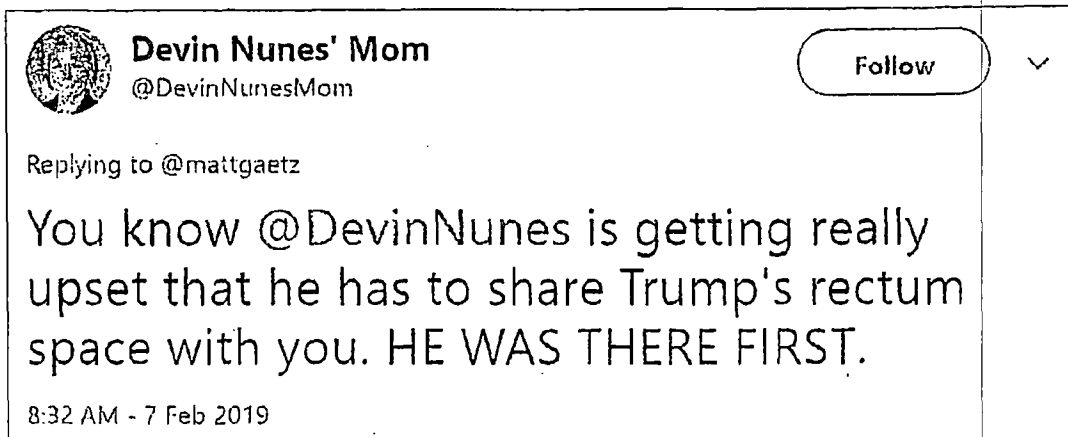 Devin Nunes' Mom
@DevinNunesMom
Follow
Replying to @mattgaetz
You know @DevinNunes is getting really
upset that he has to share Trump's rectum
space with you. HE WAS THERE FIRST.
8:32 AM - 7 Feb 2019